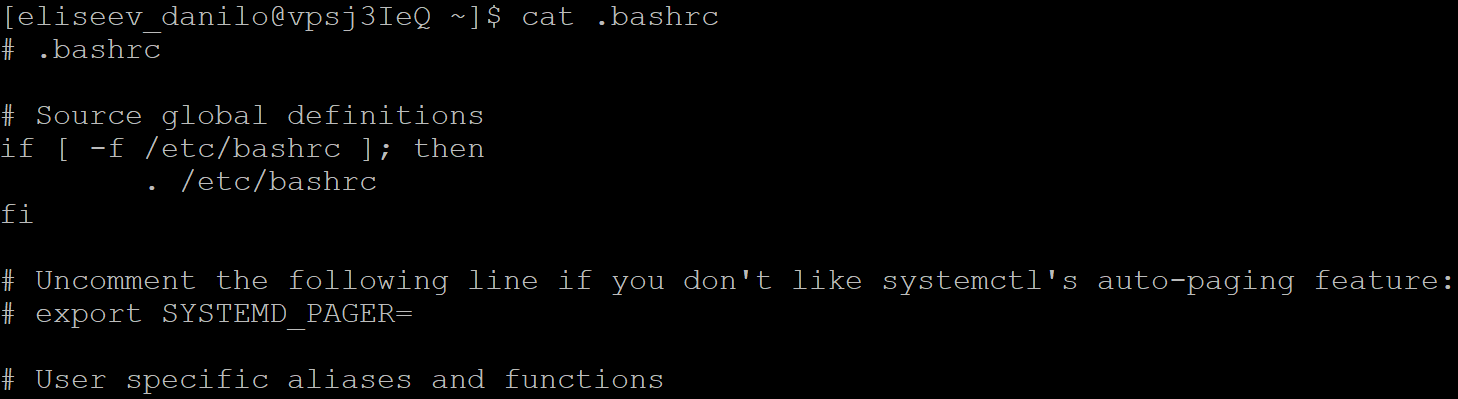 [eliseev_danilo@vpsj3IeQ ~]$ cat .bashrc
# .bashrc
# Source global definitions
if [ -f /etc/bashrc ]; then
        . /etc/bashrc
fi
# Uncomment the following line if you don't like systemctl's auto-paging feature:
# export SYSTEMD_PAGER=
# User specific aliases and functions